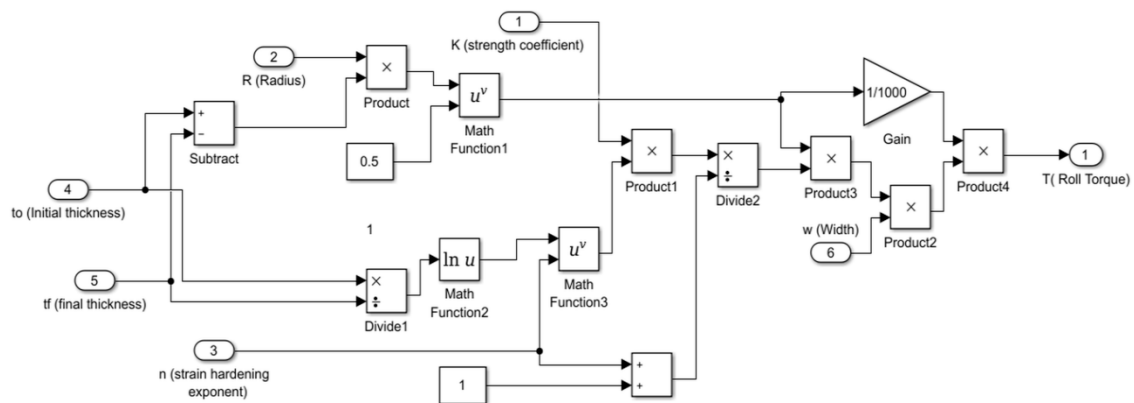 1
K (strength coefficient)
2
R (Radius)
×
Product
u^v
Math
Function1
1/1000
Gain
+
−
Subtract
0.5
×
Product1
×
÷
Divide2
×
Product3
×
Product4
1
T( Roll Torque)
4
to (Initial thickness)
×
Product2
w (Width)
6
1
ln u
Math
Function2
u^v
Math
Function3
5
tf (final thickness)
×
÷
Divide1
3
n (strain hardening
exponent)
1
+
+